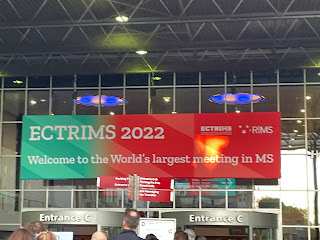 ECTRIMS 2022
ECTRIMS
RIMS
Welcome to the World's largest meeting in MS
Entrance C
Entrance C